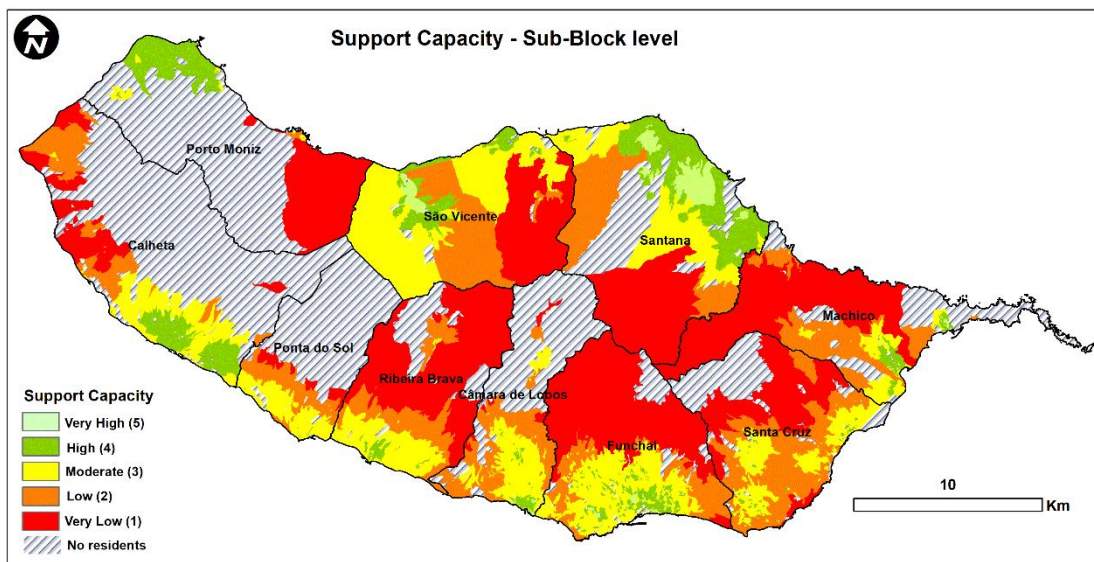 N
Support Capacity - Sub-Block level
Porto Moniz
São Vicente
Santana
Calheta
Machico
Ponta do Sol
Ribeira Brava
Câmara de Lobos
Funchal
Santa Cruz
Support Capacity
Very High (5)
High (4)
Moderate (3)
Low (2)
Very Low (1)
No residents
10
Km